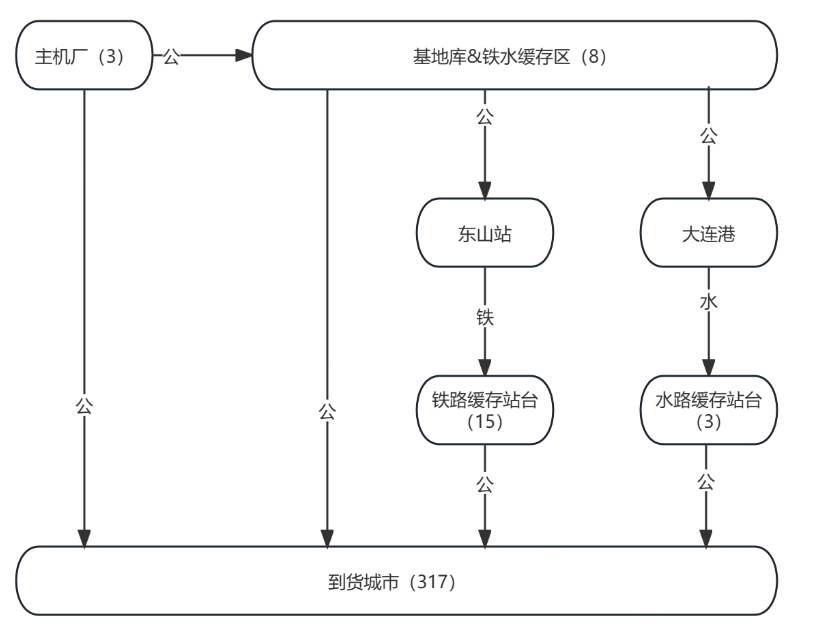 主机厂（3）
公
基地库&铁水缓存区（8）
公
公
东山站
大连港
铁
水
铁路缓存站台
（15）
水路缓存站台
（3）
公
公
公
公
到货城市（317）